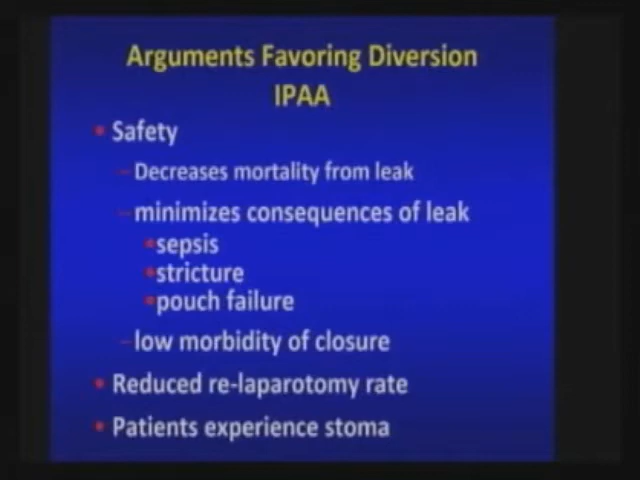 Arguments Favoring Diversion
IPAA
• Safety
– Decreases mortality from leak
– minimizes consequences of leak
• sepsis
• stricture
• pouch failure
– low morbidity of closure
• Reduced re-laparotomy rate
• Patients experience stoma